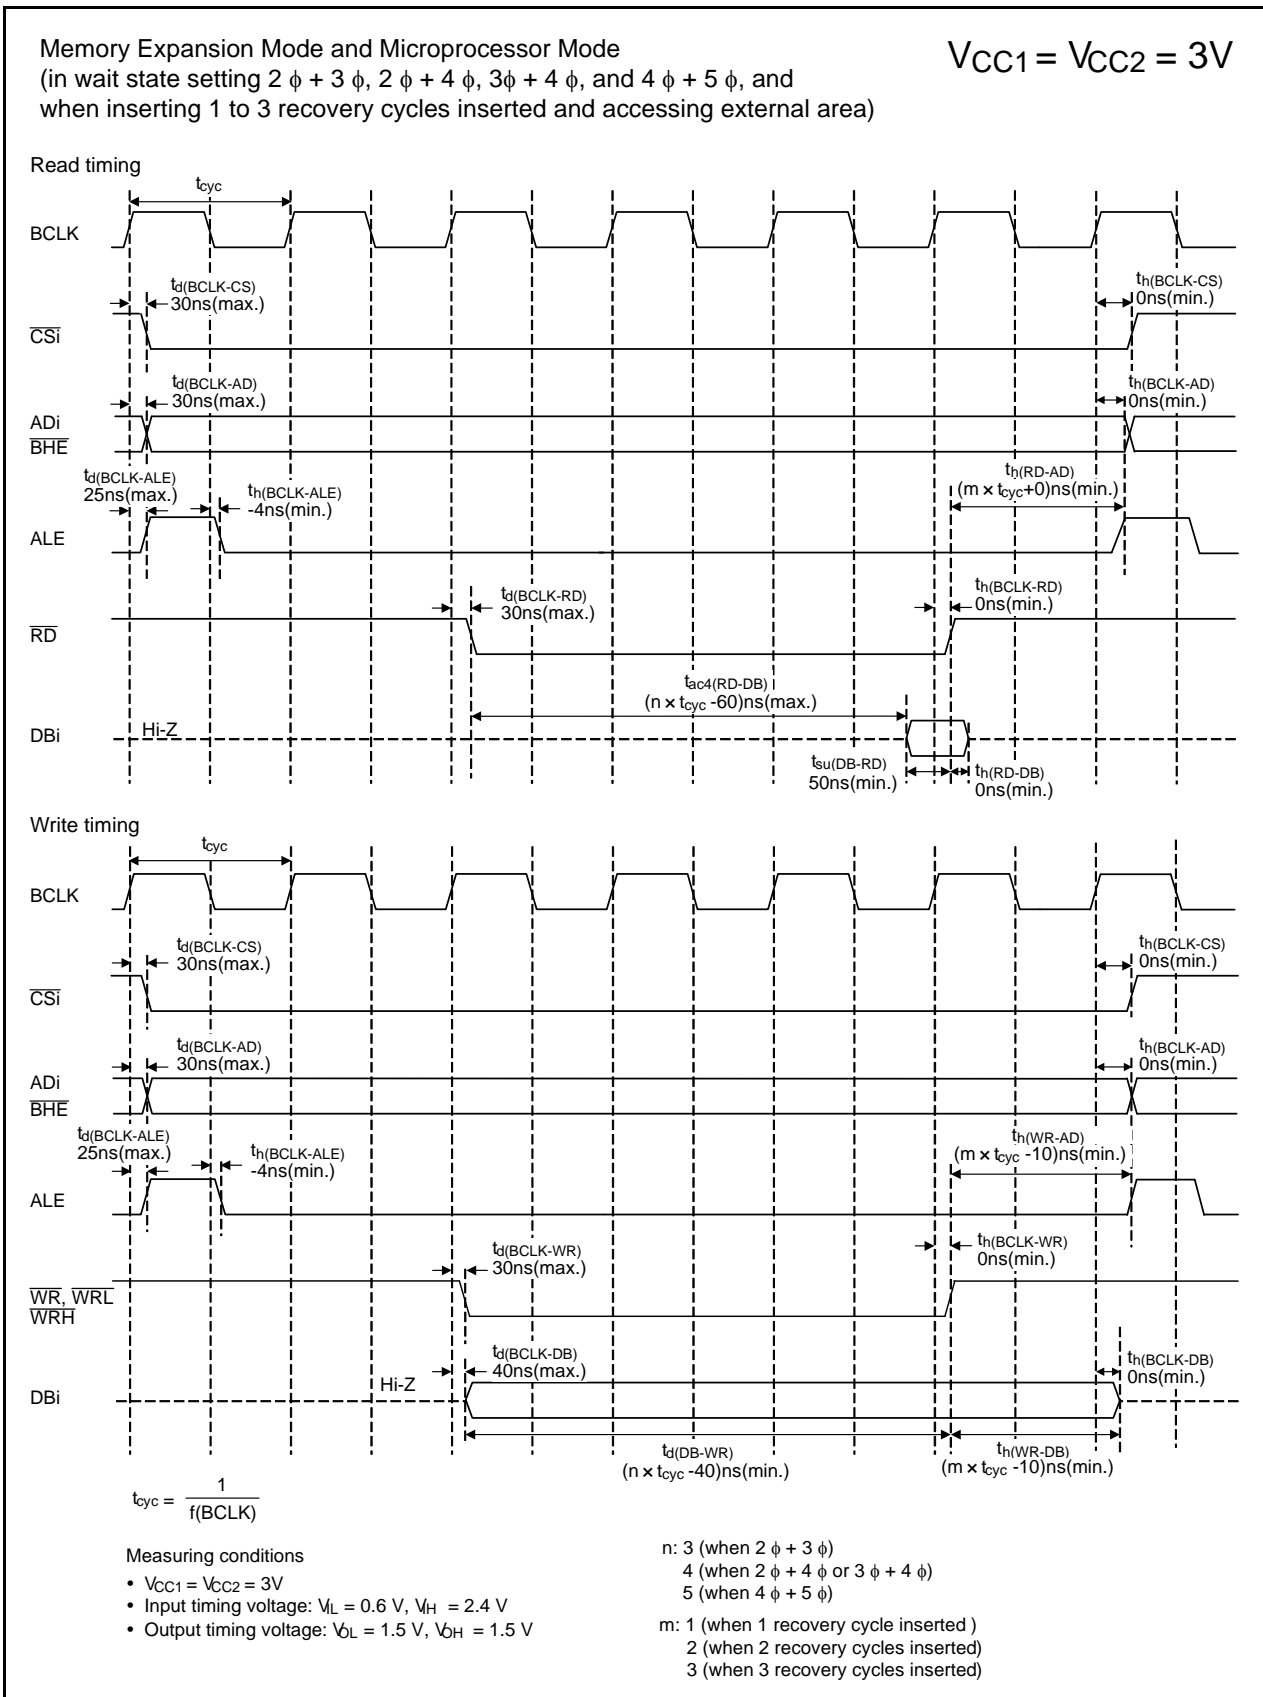 Memory Expansion Mode and Microprocessor Mode
(in wait state setting 2 ϕ + 3 ϕ, 2 ϕ + 4 ϕ, 3ϕ + 4 ϕ, and 4 ϕ + 5 ϕ, and
when inserting 1 to 3 recovery cycles inserted and accessing external area)
VCC1 = VCC2 = 3V
Read timing
tcyc
BCLK
td(BCLK-CS)
30ns(max.)
th(BCLK-CS)
0ns(min.)
CSi
td(BCLK-AD)
30ns(max.)
th(BCLK-AD)
0ns(min.)
ADi
BHE
td(BCLK-ALE)
25ns(max.)
th(BCLK-ALE)
-4ns(min.)
th(RD-AD)
(m × tcyc+0)ns(min.)
ALE
td(BCLK-RD)
30ns(max.)
th(BCLK-RD)
0ns(min.)
RD
tac4(RD-DB)
(n × tcyc -60)ns(max.)
DBi
Hi-Z
tsu(DB-RD)
50ns(min.)
th(RD-DB)
0ns(min.)
Write timing
tcyc
BCLK
td(BCLK-CS)
30ns(max.)
th(BCLK-CS)
0ns(min.)
CSi
td(BCLK-AD)
30ns(max.)
th(BCLK-AD)
0ns(min.)
ADi
BHE
td(BCLK-ALE)
25ns(max.)
th(BCLK-ALE)
-4ns(min.)
th(WR-AD)
(m × tcyc -10)ns(min.)
ALE
td(BCLK-WR)
30ns(max.)
th(BCLK-WR)
0ns(min.)
WR, WRL
WRH
td(BCLK-DB)
40ns(max.)
th(BCLK-DB)
0ns(min.)
Hi-Z
DBi
td(DB-WR)
(n × tcyc -40)ns(min.)
th(WR-DB)
(m × tcyc -10)ns(min.)
tcyc = 1
f(BCLK)
Measuring conditions
• VCC1 = VCC2 = 3V
• Input timing voltage: VIL = 0.6 V, VIH = 2.4 V
• Output timing voltage: VOL = 1.5 V, VOH = 1.5 V
n: 3 (when 2 ϕ + 3 ϕ)
4 (when 2 ϕ + 4 ϕ or 3 ϕ + 4 ϕ)
5 (when 4 ϕ + 5 ϕ)
m: 1 (when 1 recovery cycle inserted )
2 (when 2 recovery cycles inserted)
3 (when 3 recovery cycles inserted)